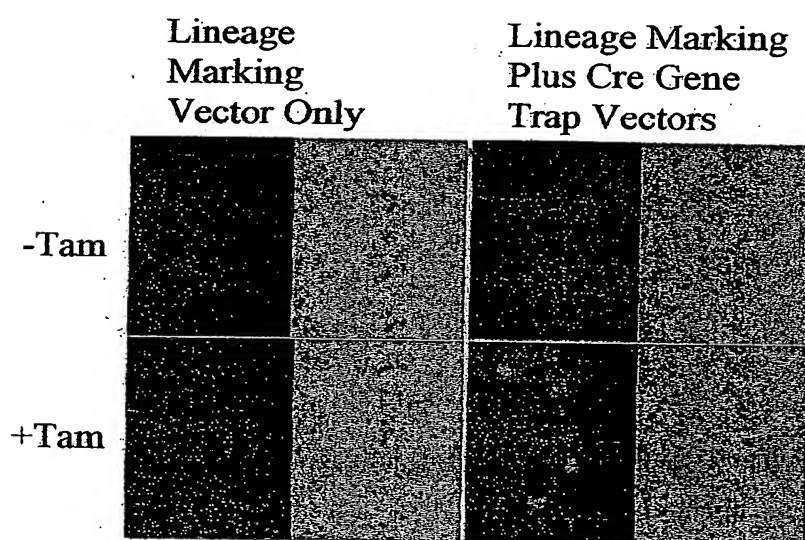 Lineage
Marking
Vector Only
Lineage Marking
Plus Cre Gene
Trap Vectors
-Tam
+Tam